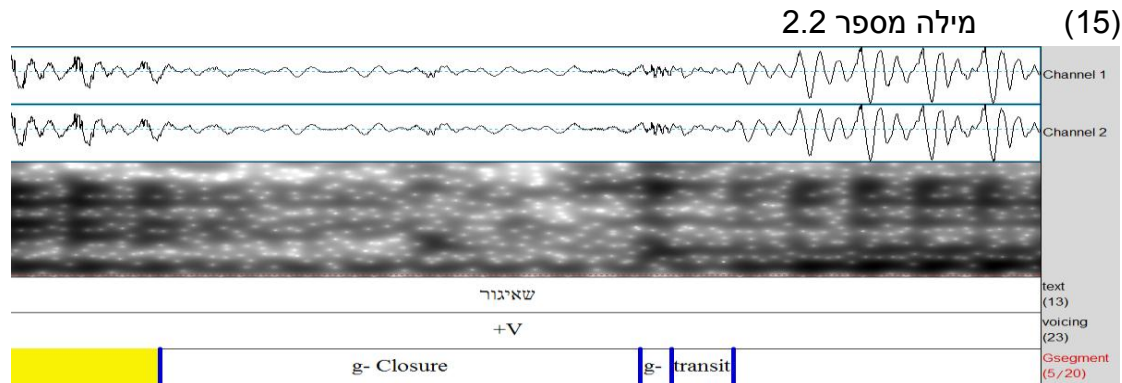 (15) מילה מספר 2.2
Channel 1
Channel 2
שאיגור
text
(13)
+V
voicing
(23)
g- Closure
g-
transit
Gsegment
(5/20)